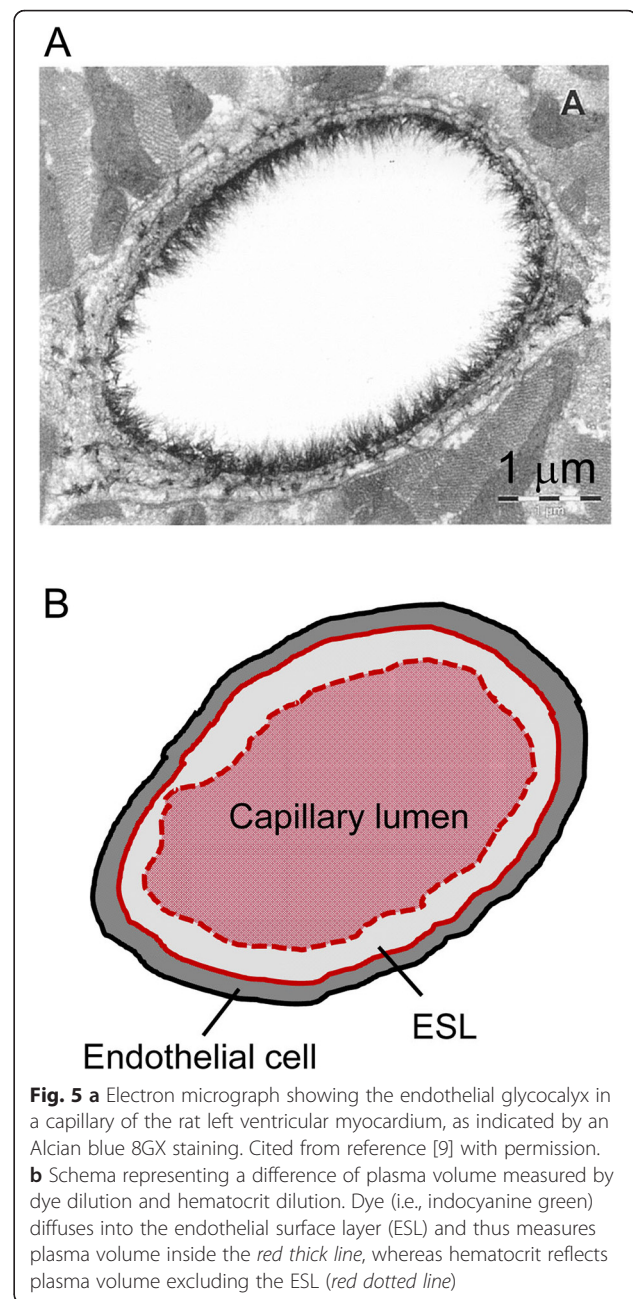 A
A
1 μm
1 μm
B
Capillary lumen
ESL
Endothelial cell
Fig. 5 a Electron micrograph showing the endothelial glycocalyx in
a capillary of the rat left ventricular myocardium, as indicated by an
Alcian blue 8GX staining. Cited from reference [9] with permission.
b Schema representing a difference of plasma volume measured by
dye dilution and hematocrit dilution. Dye (i.e., indocyanine green)
diffuses into the endothelial surface layer (ESL) and thus measures
plasma volume inside the red thick line, whereas hematocrit reflects
plasma volume excluding the ESL (red dotted line)